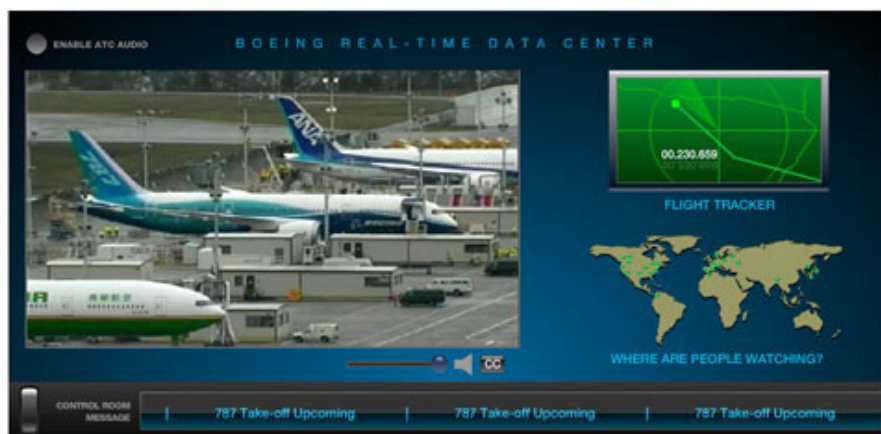 ENABLE ATC AUDIO
BOEING REAL-TIME DATA CENTER
ANA
787
BOEING
00.230.659
FLIGHT TRACKER
WHERE ARE PEOPLE WATCHING?
CC
CONTROL ROOM
MESSAGE
| 787 Take-off Upcoming | 787 Take-off Upcoming | 787 Take-off Upcoming